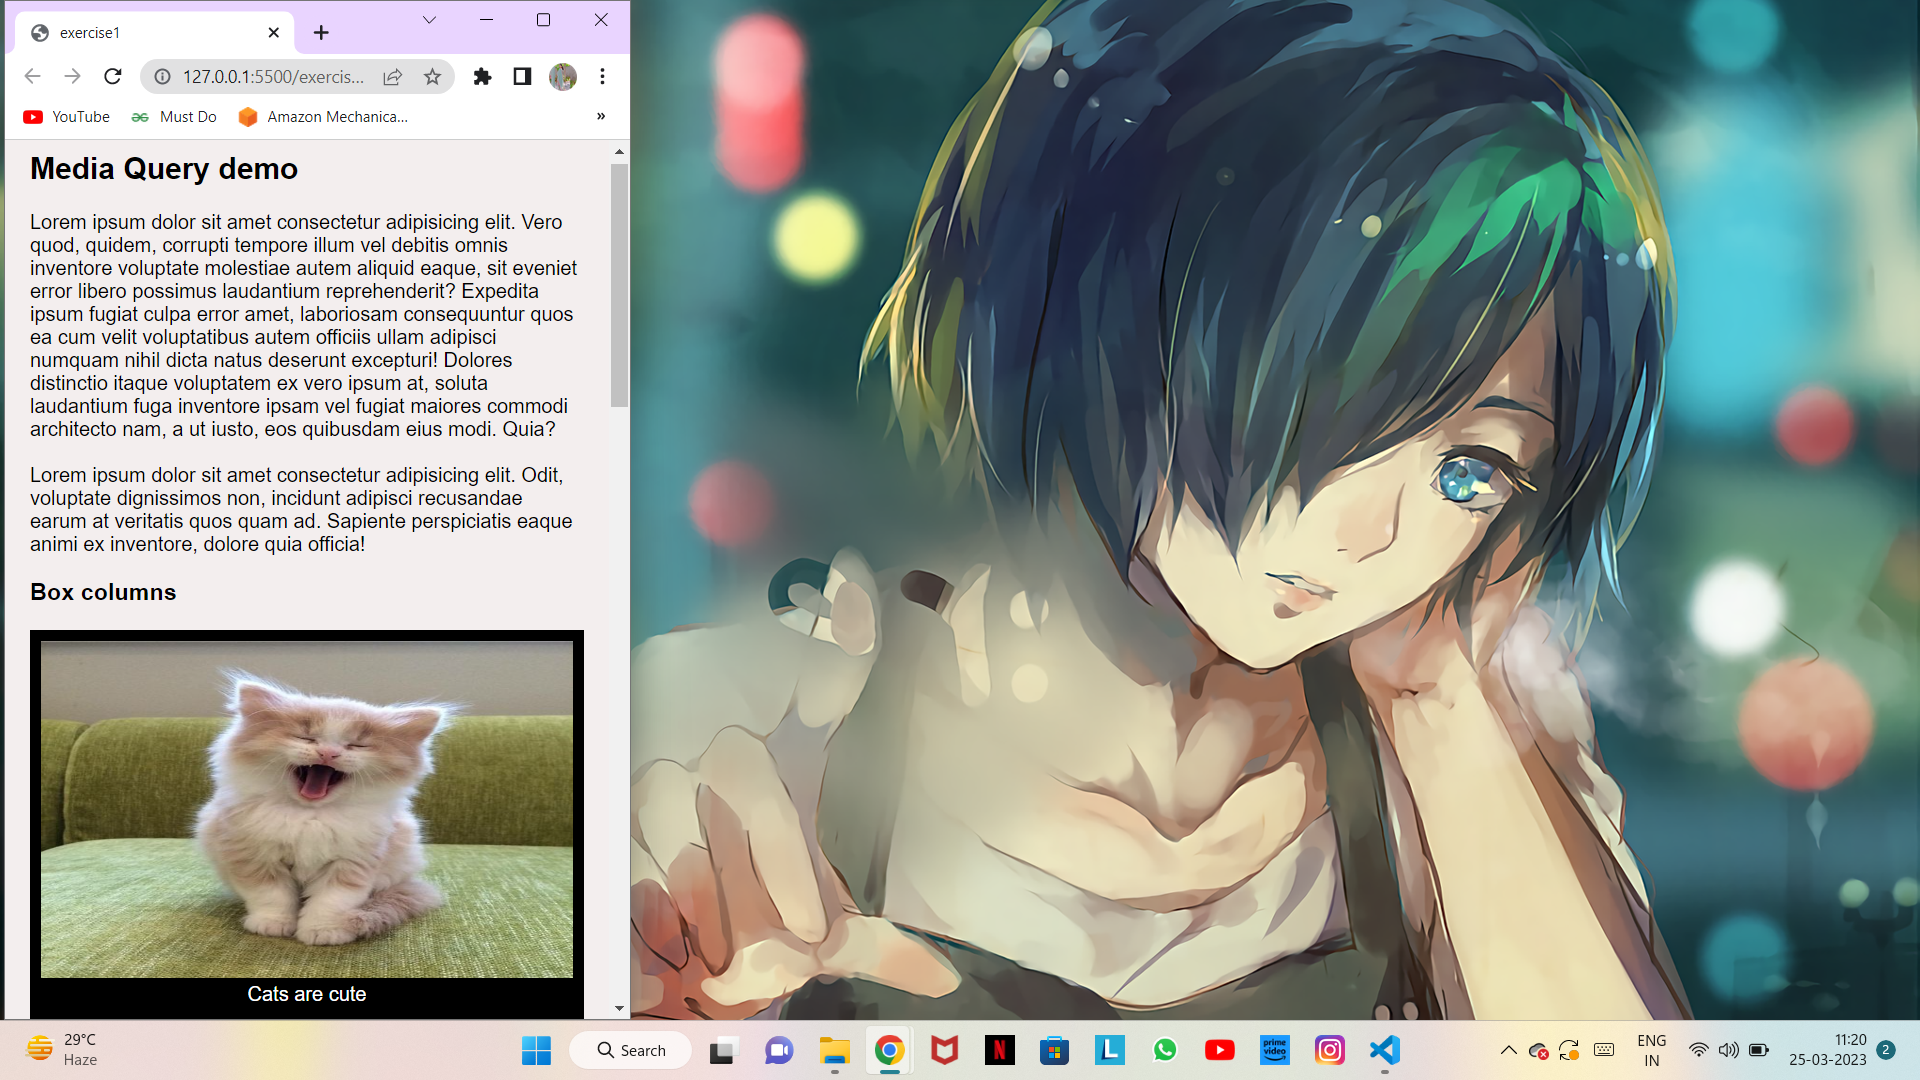 exercise1
127.0.0.1:5500/exercis...
YouTube
Must Do
Amazon Mechanica...
»
Media Query demo
Lorem ipsum dolor sit amet consectetur adipisicing elit. Vero
quod, quidem, corrupti tempore illum vel debitis omnis
inventore voluptate molestiae autem aliquid eaque, sit eveniet
error libero possimus laudantium reprehenderit? Expedita
ipsum fugiat culpa error amet, laboriosam consequuntur quos
ea cum velit voluptatibus autem officiis ullam adipisci
numquam nihil dicta natus deserunt excepturi! Dolores
distinctio itaque voluptatem ex vero ipsum at, soluta
laudantium fuga inventore ipsam vel fugiat maiores commodi
architecto nam, a ut iusto, eos quibusdam eius modi. Quia?
Lorem ipsum dolor sit amet consectetur adipisicing elit. Odit,
voluptate dignissimos non, incidunt adipisci recusandae
earum at veritatis quos quam ad. Sapiente perspiciatis eaque
animi ex inventore, dolore quia officia!
Box columns
Cats are cute
29°C
Haze
Search
N
L
prime
video
ENG
IN
11:20
25-03-2023
2